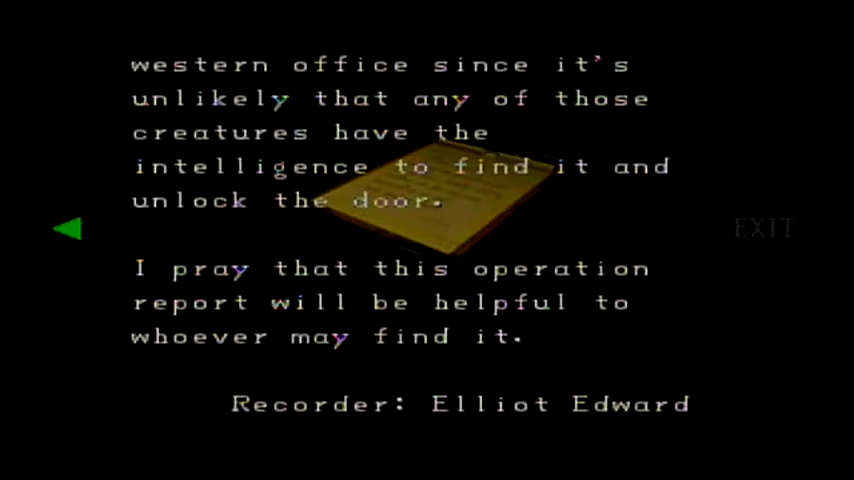 western office since it's
unlikely that any of those
creatures have the
intelligence to find it and
unlock the door.
EXIT
I pray that this operation
report will be helpful to
whoever may find it.
Recorder: Elliot Edward